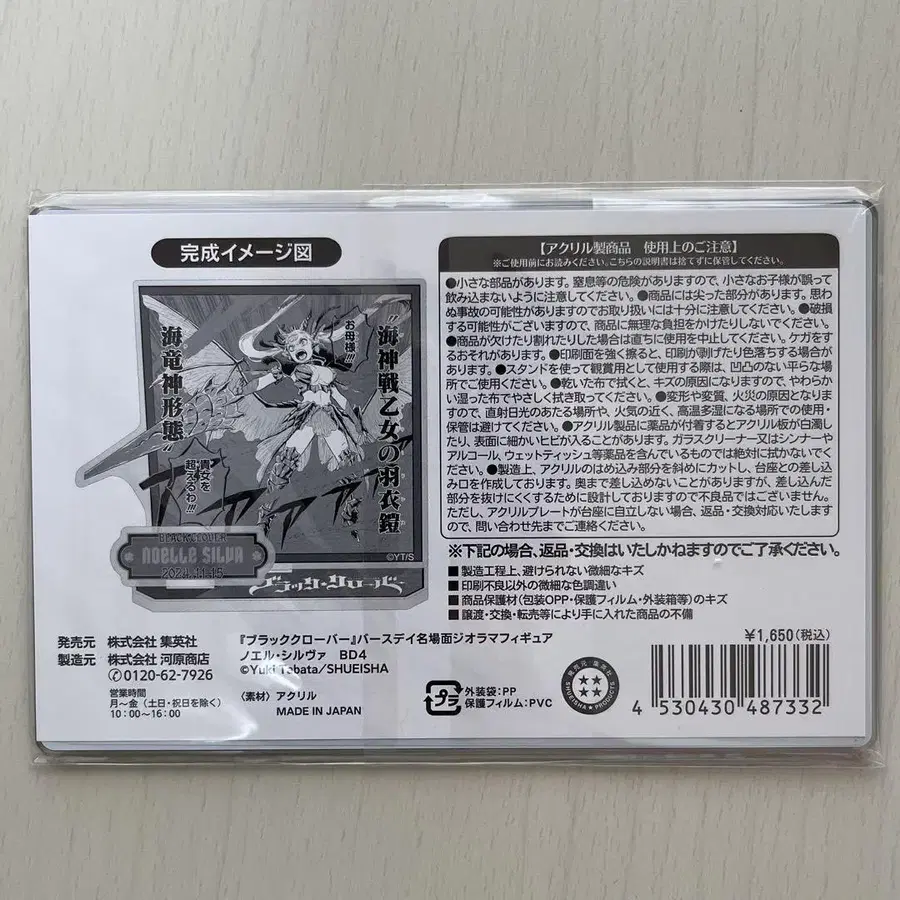 完成イメージ図
"海神戦乙女の羽衣鎧
海竜神形態"
お母様!!!
貴女を
超えるわ!!!
ズァアアアア
©YT/S
BLACK CLOVER
NOELLE SILVA
2024.11.15
ブラック・クローバー
【アクリル製商品 使用上のご注意】
※ご使用前にお読みください。こちらの説明書は捨てずに保管してください。
●小さな部品があります。窒息等の危険がありますので、小さなお子様が誤って
飲み込まないように注意してください。●商品には尖った部分があります。思わ
ぬ事故の可能性がありますのでお取り扱いには十分に注意してください。●破損
する可能性がございますので、商品に無理な負担をかけたりしないでください。
●商品が欠けたり割れたりした場合は直ちに使用を中止してください。ケガをす
るおそれがあります。●印刷面を強く擦ると、印刷が剥げたり色落ちする場合が
あります。●スタンドを使って観賞用として使用する際は、凹凸のない平らな場
所でご使用ください。●乾いた布で拭くと、キズの原因になりますので、やわらか
い湿った布でやさしく拭き取ってください。●変形や変質、火災の原因となります
ので、直射日光のあたる場所や、火気の近く、高温多湿になる場所での使用・
保管は避けてください。●アクリル製品に薬品が付着するとアクリル板が白濁し
たり、表面に細かいヒビが入ることがあります。ガラスクリーナー又はシンナーや
アルコール、ウェットティッシュ等薬品を含んでいるものでは絶対に拭かないでく
ださい。●製造上、アクリルのはめ込み部分を斜めにカットし、台座との差し込
み口を作成しております。奥まで差し込めないことがありますが、差し込んだ
部分を抜けにくくするために設計しておりますので不良品ではございません。
ただし、アクリルプレートが台座に自立しない場合、返品・交換対応いたしますの
で、問い合わせ先までご連絡ください。
※下記の場合、返品・交換はいたしかねますのでご了承ください。
■製造工程上、避けられない微細なキズ
■印刷不良以外の微細な色調違い
■商品保護材(包装OPP・保護フィルム・外装箱等)のキズ
■譲渡・交換・転売等により手に入れた商品の不備
発売元 株式会社 集英社
製造元 株式会社 河原商店
✆0120-62-7926
営業時間
月〜金(土日・祝日を除く)
10:00〜16:00
『ブラッククローバー』バースデイ名場面ジオラマフィギュア
ノエル・シルヴァ BD4
©Yuki Tabata/SHUEISHA
〈素材〉アクリル
MADE IN JAPAN
プラ
外装袋:PP
保護フィルム:PVC
発売元:集英社
SHUEISHA PRODUCTS
¥1,650(税込)
4 530430 487332